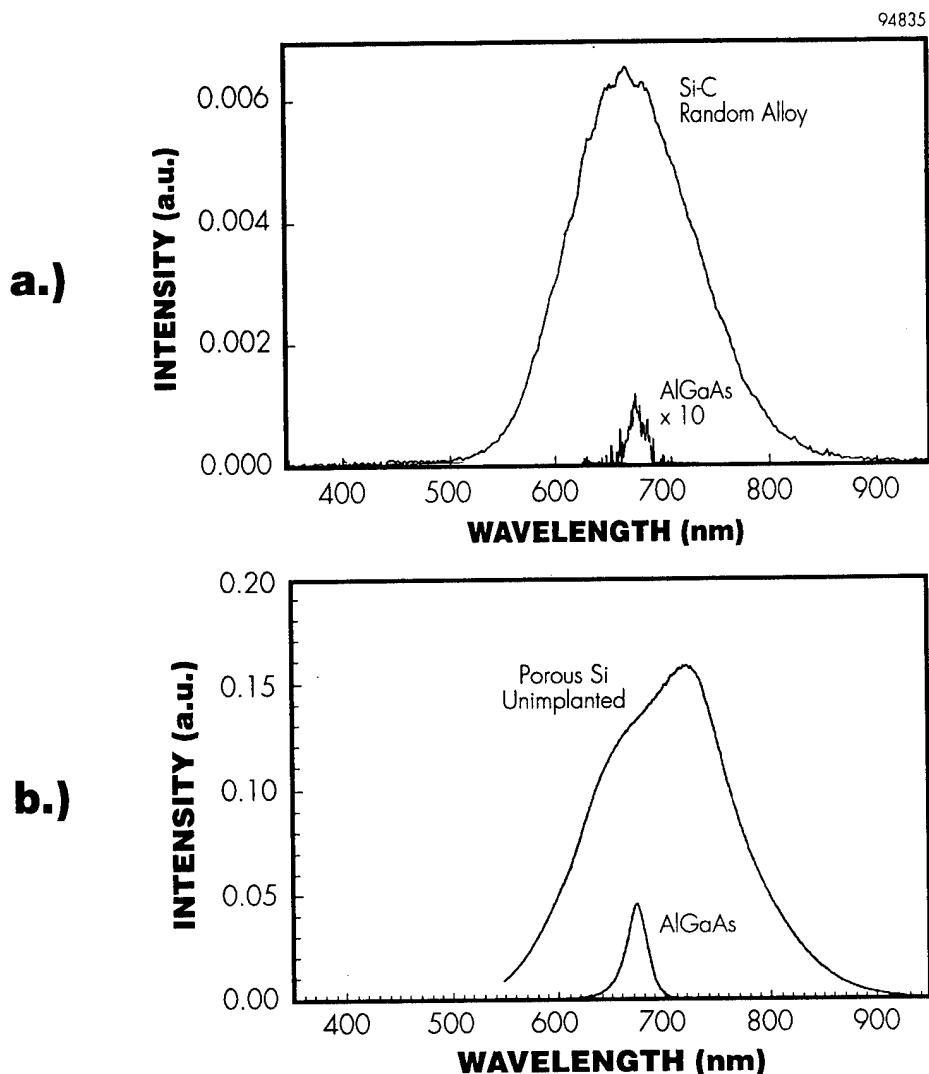 94835
a.)
INTENSITY (a.u.)
0.006
0.004
0.002
0.000
Si-C
Random Alloy
AlGaAs
x 10
400 500 600 700 800 900
WAVELENGTH (nm)
b.)
INTENSITY (a.u.)
0.20
0.15
0.10
0.05
0.00
Porous Si
Unimplanted
AlGaAs
400 500 600 700 800 900
WAVELENGTH (nm)